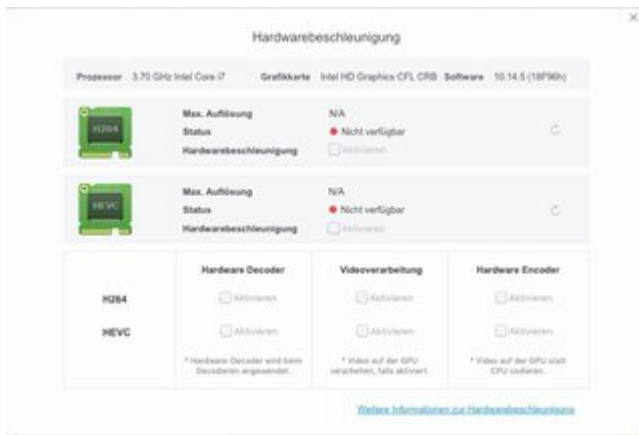 Hardwarebeschleunigung
Prozessor 3.70 GHz Intel Core i7 Grafikkarte Intel HD Graphics CFL CRB Software 10.14.5 (18F96h)
H264
Max. Auflösung N/A
Status Nicht verfügbar
Hardwarebeschleunigung Aktivieren
HEVC
Max. Auflösung N/A
Status Nicht verfügbar
Hardwarebeschleunigung Aktivieren
Hardware Decoder Videoverarbeitung Hardware Encoder
H264 Aktivieren Aktivieren Aktivieren
HEVC Aktivieren Aktivieren Aktivieren
* Hardware-Decoder wird beim * Video auf der GPU * Video auf der GPU statt
Decodieren angewendet. verarbeiten, falls aktiviert. CPU codieren.
Weitere Informationen zur Hardwarebeschleunigung